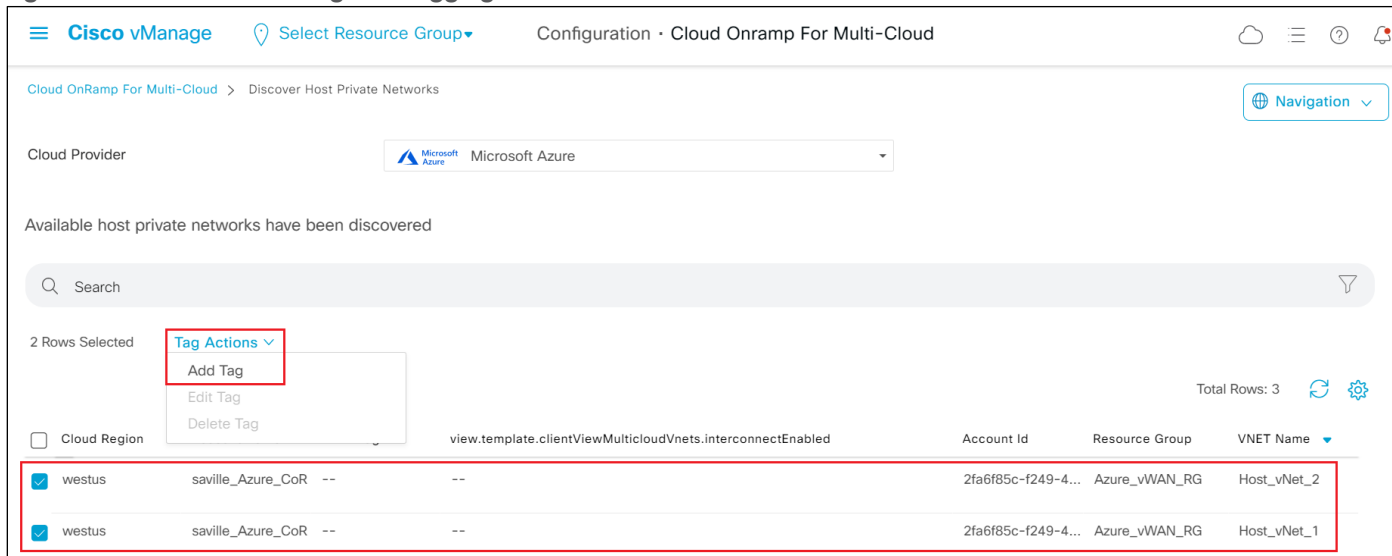 Cisco vManage Select Resource Group▾ Configuration · Cloud Onramp For Multi-Cloud
Cloud OnRamp For Multi-Cloud > Discover Host Private Networks
Navigation
Cloud Provider Microsoft Azure Microsoft Azure
Available host private networks have been discovered
Search
2 Rows Selected Tag Actions
Add Tag
Edit Tag
Total Rows: 3
Delete Tag
Cloud Region view.template.clientViewMulticloudVnets.interconnectEnabled Account Id Resource Group VNET Name
westus saville_Azure_CoR -- -- 2fa6f85c-f249-4... Azure_vWAN_RG Host_vNet_2
westus saville_Azure_CoR -- -- 2fa6f85c-f249-4... Azure_vWAN_RG Host_vNet_1